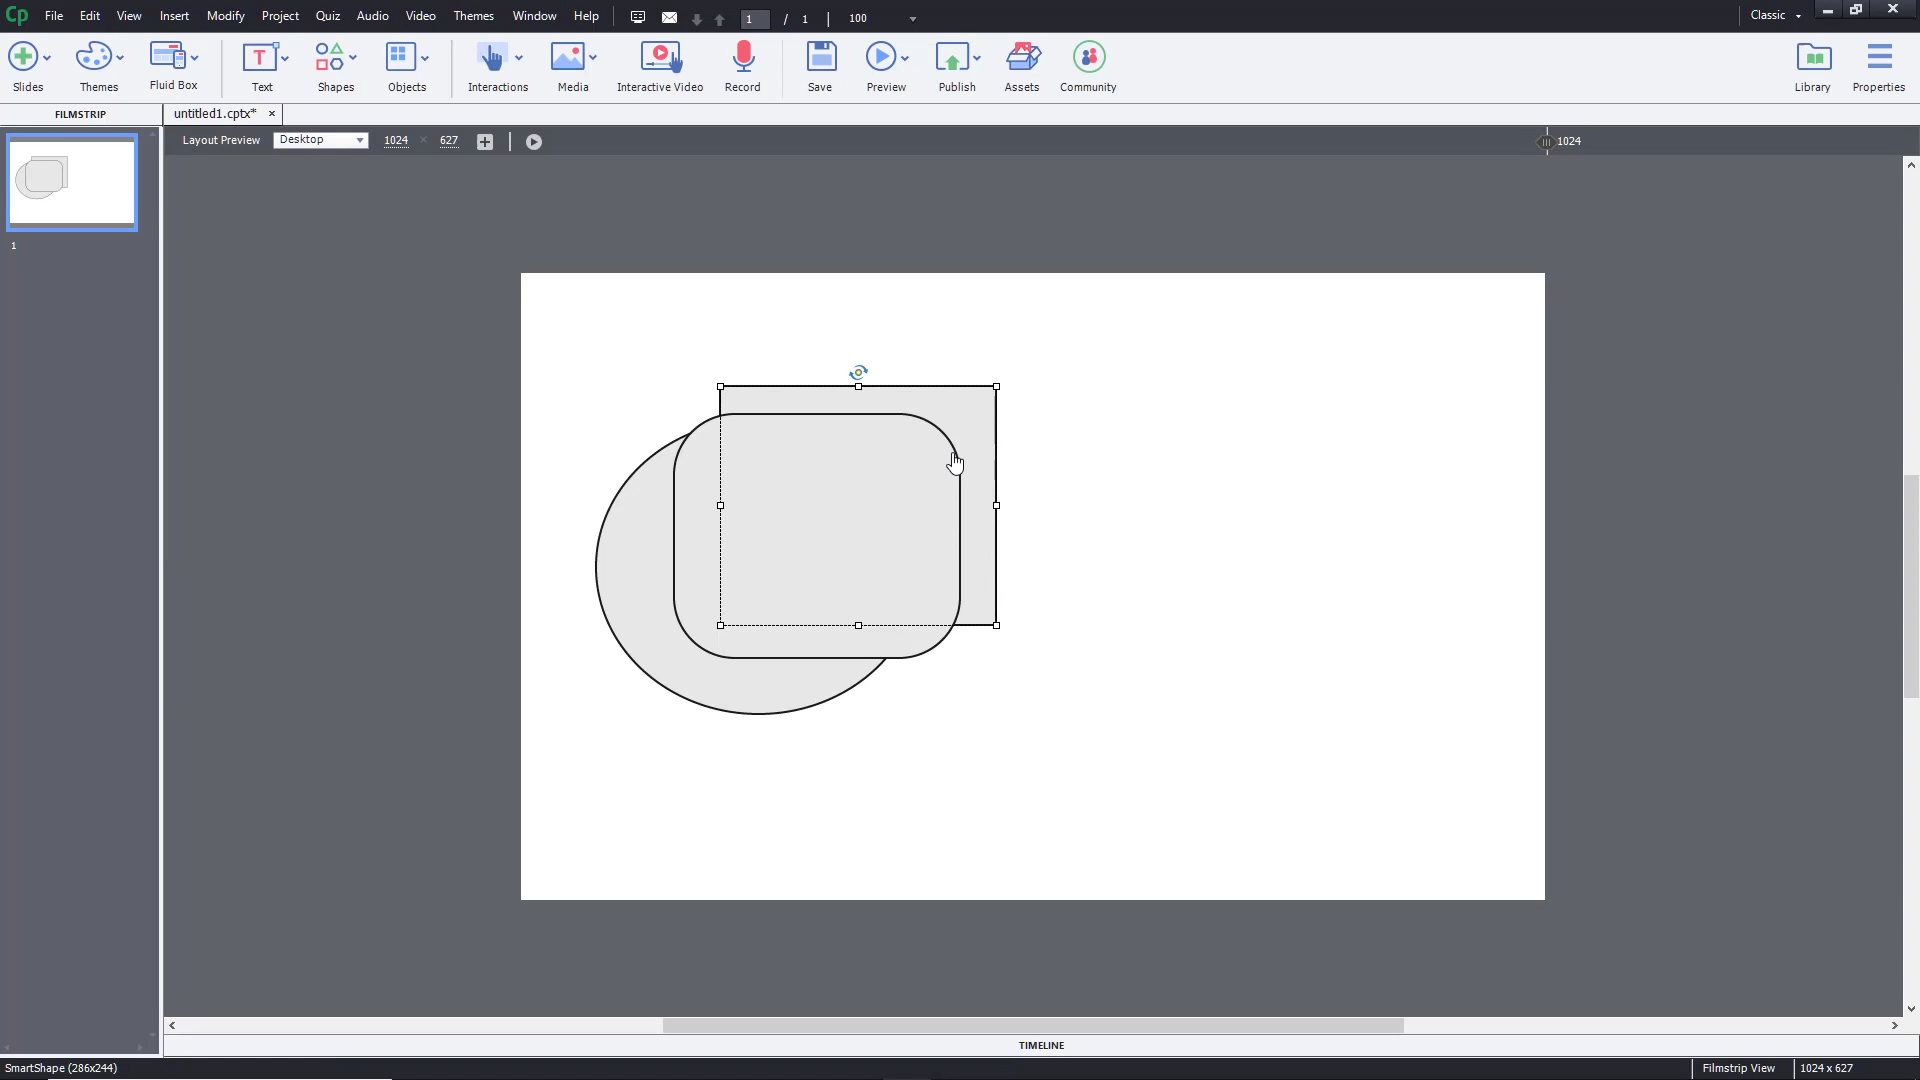 Cp File Edit View Insert Modify Project Quiz Audio Video Themes Window Help 1 / 1 | 100 Classic
Slides Themes Fluid Box Text Shapes Objects Interactions Media Interactive Video Record Save Preview Publish Assets Community Library Properties
FILMSTRIP untitled1.cptx* ×
Layout Preview Desktop 1024 × 627 1024
1
TIMELINE
SmartShape (286x244) Filmstrip View 1024 x 627